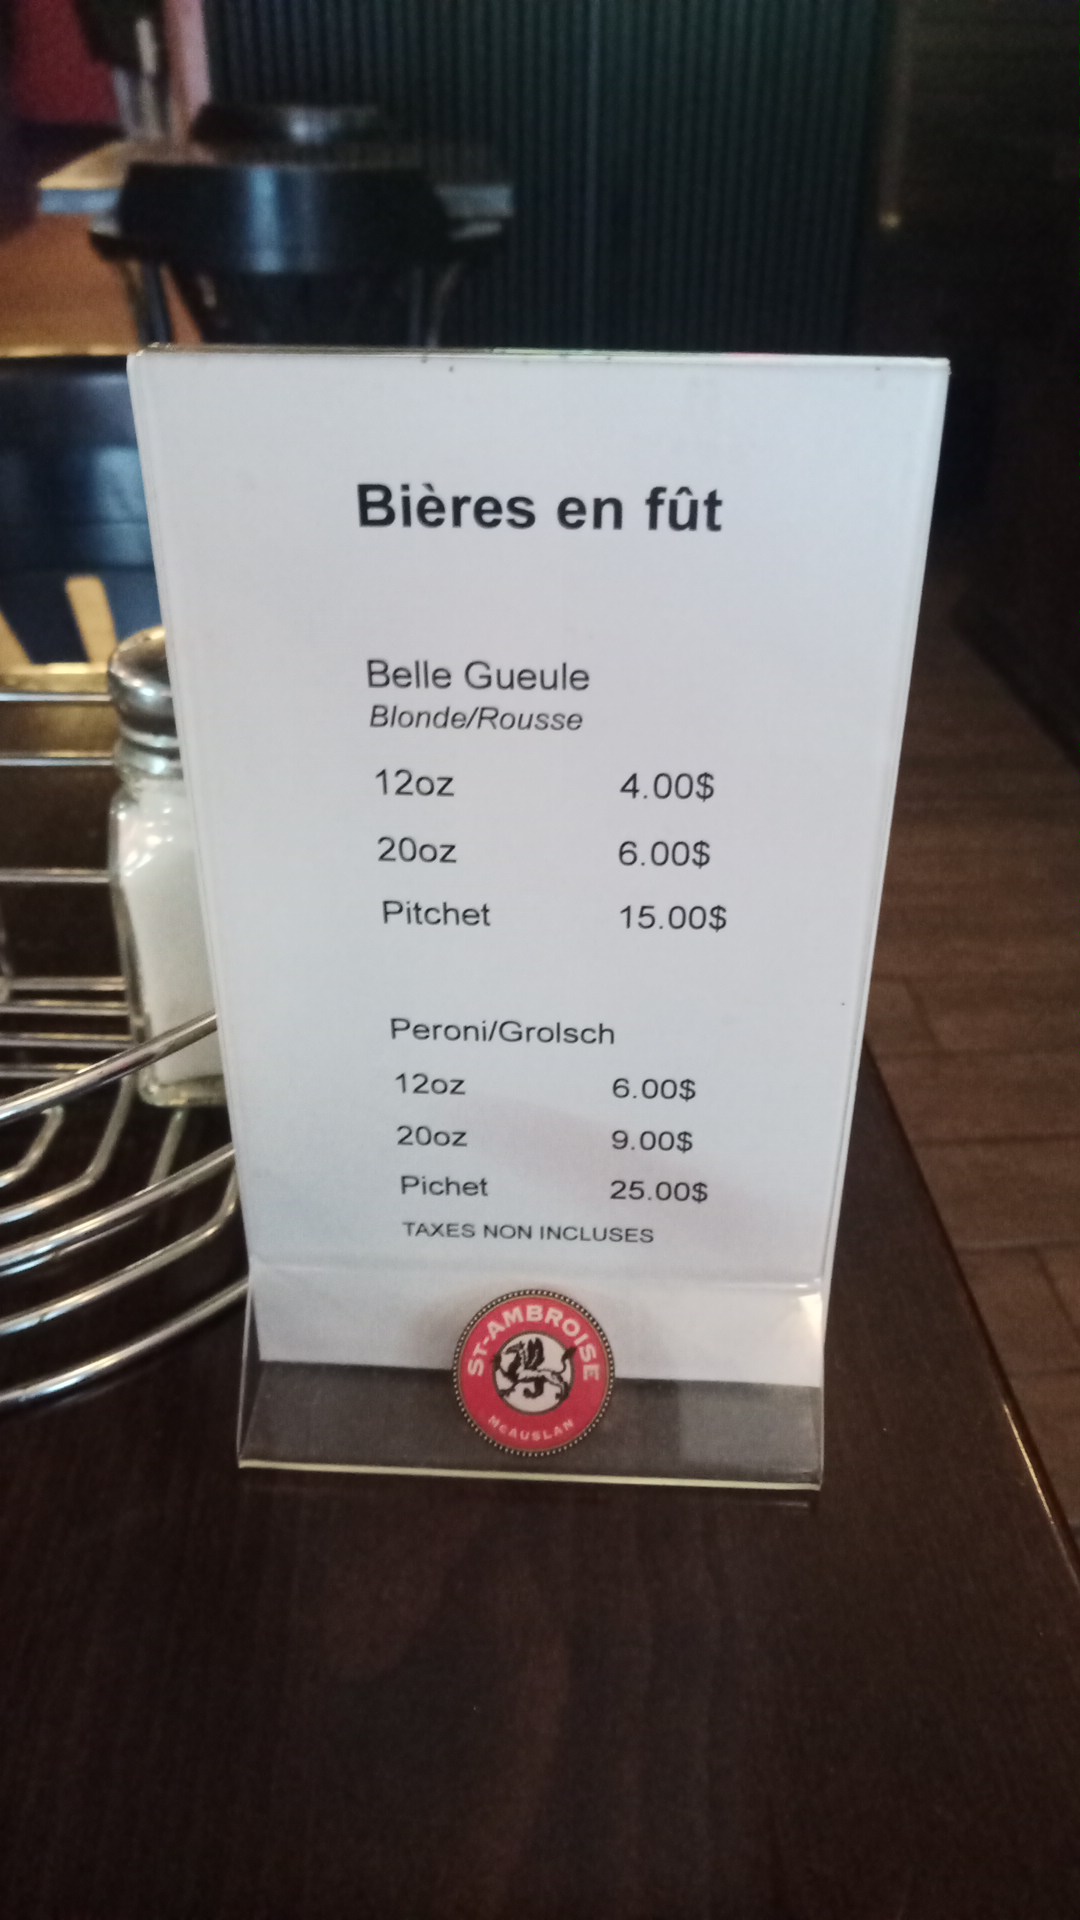 Bières en fût
Belle Gueule
Blonde/Rousse
12oz 4.00$
20oz 6.00$
Pitchet 15.00$
Peroni/Grolsch
12oz 6.00$
20oz 9.00$
Pichet 25.00$
TAXES NON INCLUSES
ST-AMBROISE
McAUSLAN